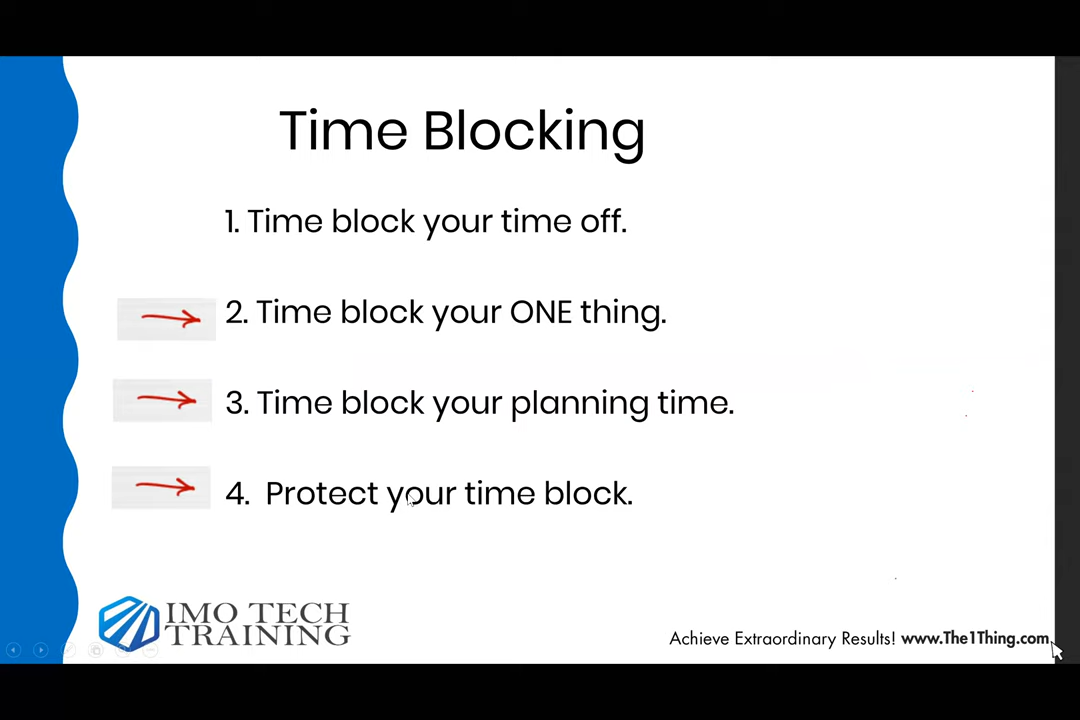 Time Blocking
1. Time block your time off.
2. Time block your ONE thing.
3. Time block your planning time.
4. Protect your time block.
IMO TECH
TRAINING
Achieve Extraordinary Results! www.The1Thing.com